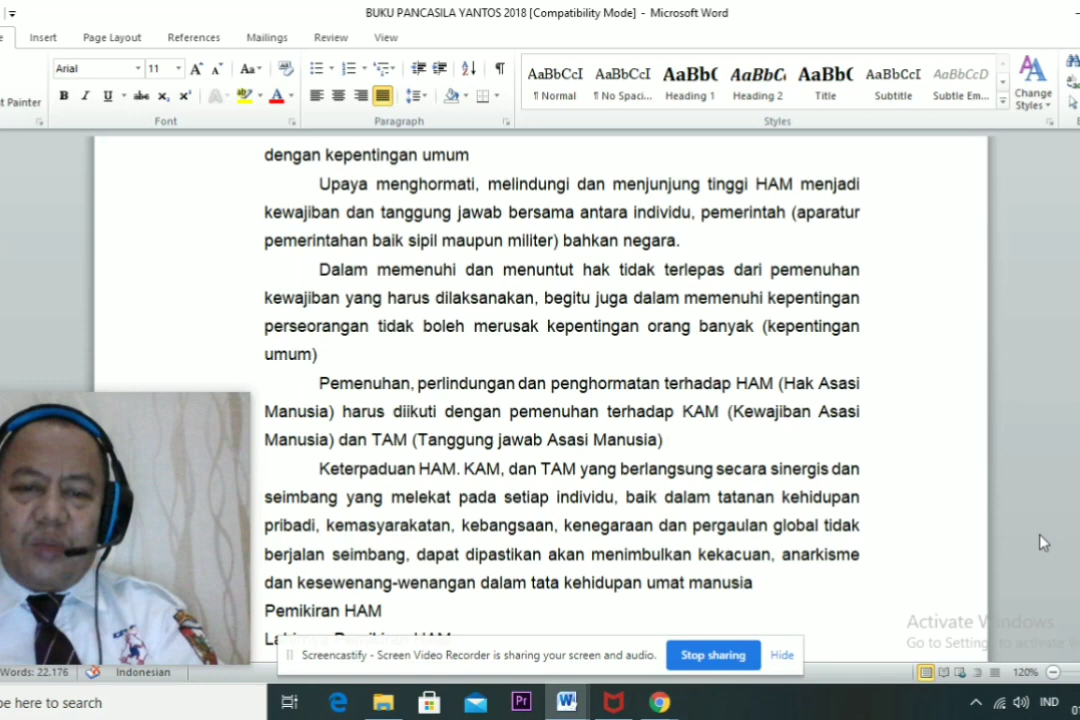 BUKU PANCASILA YANTOS 2018 [Compatibility Mode] - Microsoft Word
Insert Page Layout References Mailings Review View
Arial 11
Painter
Font Paragraph Styles
AaBbCcI AaBbCcI AaBbC AaBbC AaBbC AaBbCcI AaBbCcD
¶ Normal ¶ No Spaci... Heading 1 Heading 2 Title Subtitle Subtle Em...
Change Styles
dengan kepentingan umum
Upaya menghormati, melindungi dan menjunjung tinggi HAM menjadi
kewajiban dan tanggung jawab bersama antara individu, pemerintah (aparatur
pemerintahan baik sipil maupun militer) bahkan negara.
Dalam memenuhi dan menuntut hak tidak terlepas dari pemenuhan
kewajiban yang harus dilaksanakan, begitu juga dalam memenuhi kepentingan
perseorangan tidak boleh merusak kepentingan orang banyak (kepentingan
umum)
Pemenuhan, perlindungan dan penghormatan terhadap HAM (Hak Asasi
Manusia) harus diikuti dengan pemenuhan terhadap KAM (Kewajiban Asasi
Manusia) dan TAM (Tanggung jawab Asasi Manusia)
Keterpaduan HAM. KAM, dan TAM yang berlangsung secara sinergis dan
seimbang yang melekat pada setiap individu, baik dalam tatanan kehidupan
pribadi, kemasyarakatan, kebangsaan, kenegaraan dan pergaulan global tidak
berjalan seimbang, dapat dipastikan akan menimbulkan kekacuan, anarkisme
dan kesewenang-wenangan dalam tata kehidupan umat manusia
Pemikiran HAM
Activate Windows
Go to Settings to activate
Screencastify - Screen Video Recorder is sharing your screen and audio. Stop sharing Hide
Words: 22.176 Indonesian 120%
here to search
IND